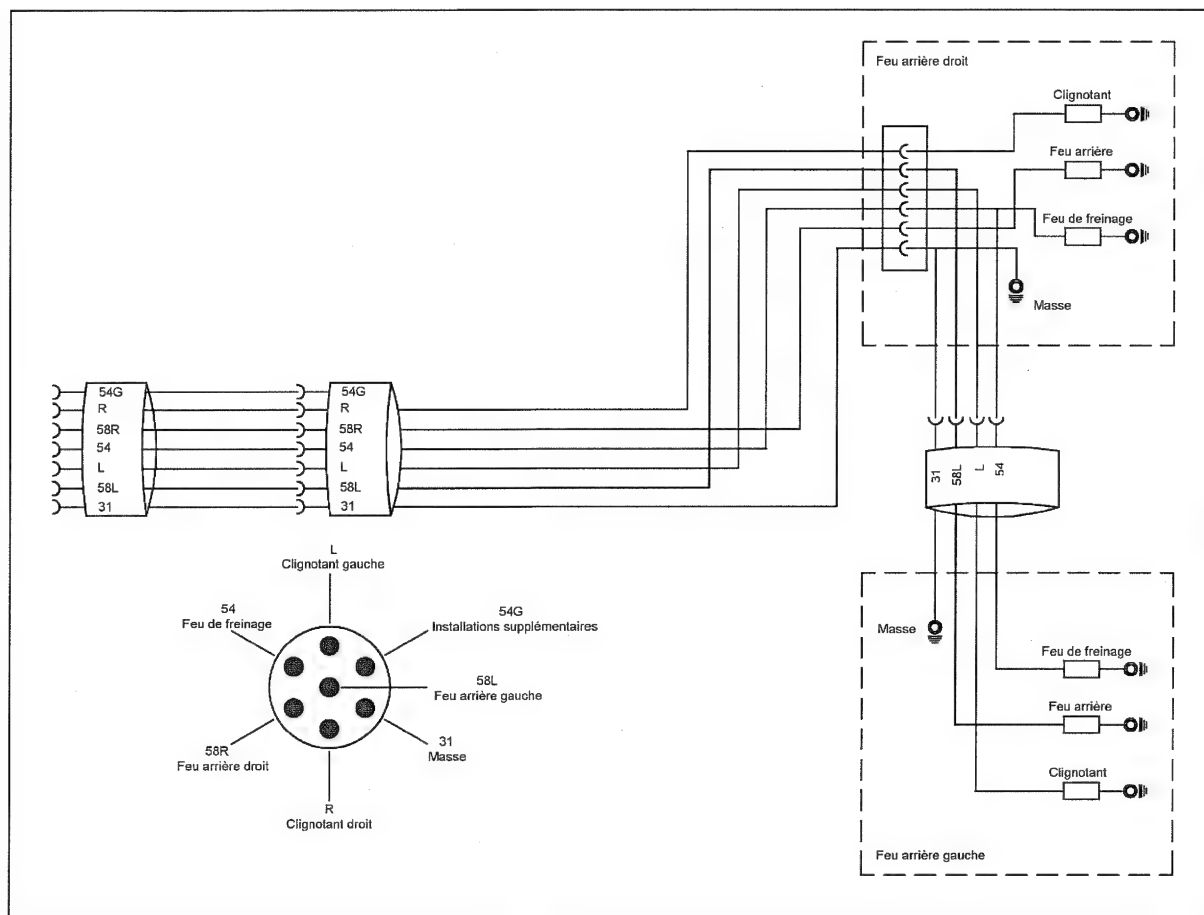 Feu arrière droit
Clignotant
Feu arrière
Feu de freinage
Masse
54G
R
58R
54
L
58L
31
54G
R
58R
54
L
58L
31
31
58L
L
54
L
Clignotant gauche
54
Feu de freinage
54G
Installations supplémentaires
58L
Feu arrière gauche
58R
Feu arrière droit
31
Masse
R
Clignotant droit
Masse
Feu de freinage
Feu arrière
Clignotant
Feu arrière gauche